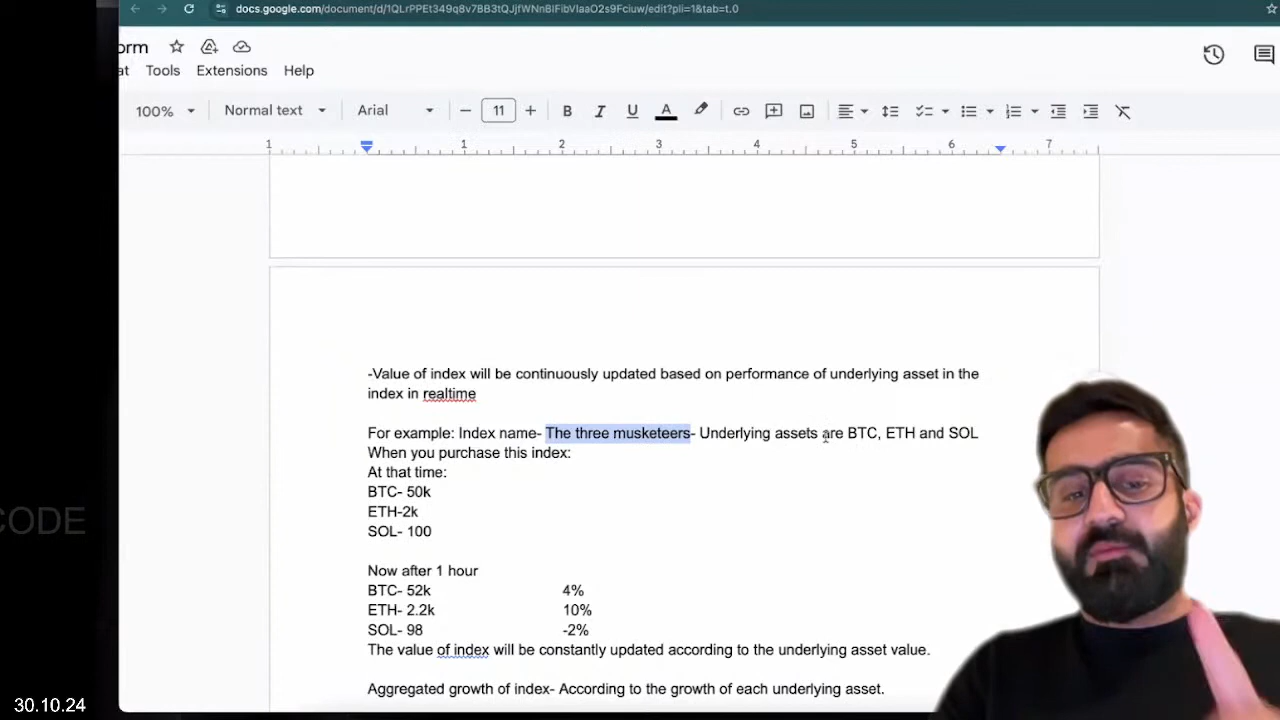 docs.google.com/document/d/1QLrPPEt349q8v7BB3tQJjfWNnBIFibVIaaO2s9Fciuw/edit?pli=1&tab=t.0
orm
at Tools Extensions Help
100% Normal text Arial 11 B I U A
1 1 2 3 4 5 6 7
-Value of index will be continuously updated based on performance of underlying asset in the
index in realtime
For example: Index name- The three musketeers- Underlying assets are BTC, ETH and SOL
When you purchase this index:
At that time:
BTC- 50k
ETH-2k
SOL- 100
CODE
Now after 1 hour
BTC- 52k 4%
ETH- 2.2k 10%
SOL- 98 -2%
The value of index will be constantly updated according to the underlying asset value.
Aggregated growth of index- According to the growth of each underlying asset.
30.10.24